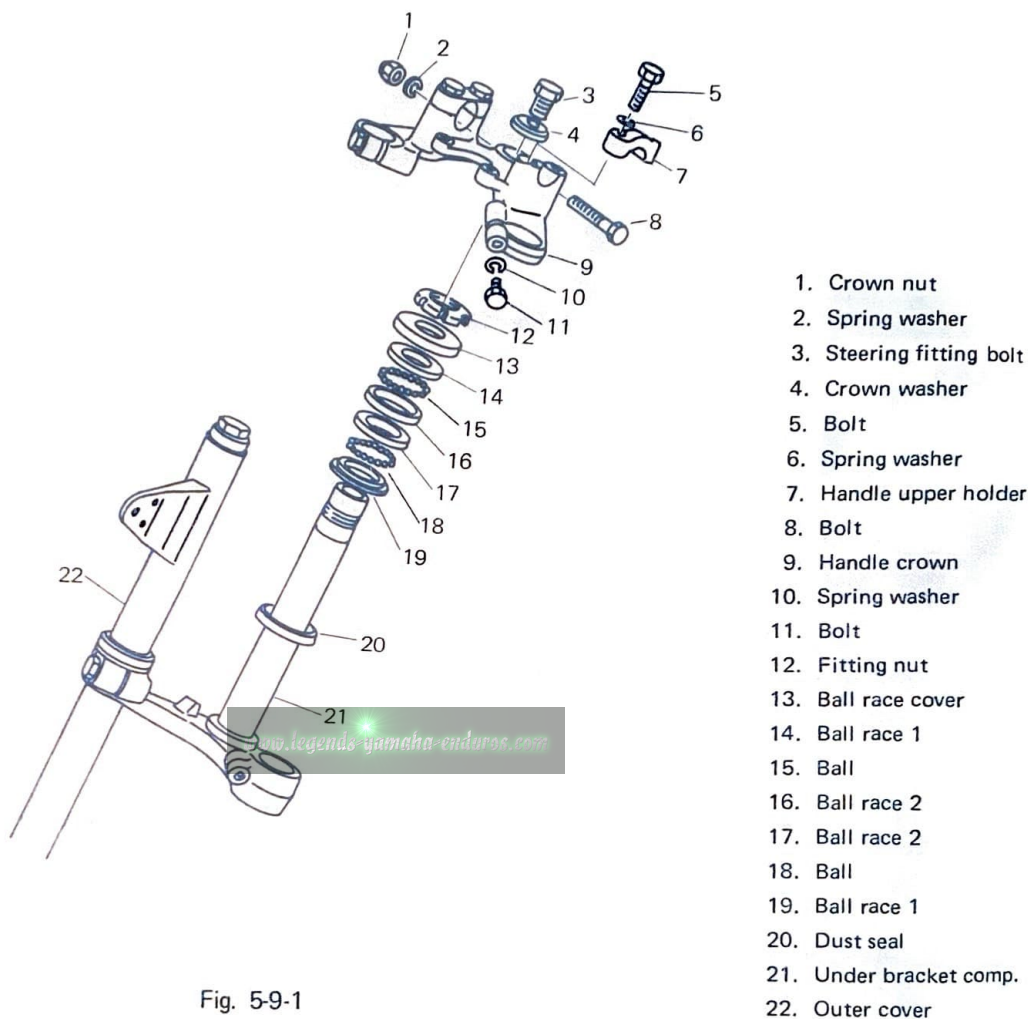 1
2
3
4
5
6
7
8
9
10
11
12
13
14
15
16
17
18
19
20
21
22
www.legends-yamaha-enduros.com
Fig. 5-9-1
1. Crown nut
2. Spring washer
3. Steering fitting bolt
4. Crown washer
5. Bolt
6. Spring washer
7. Handle upper holder
8. Bolt
9. Handle crown
10. Spring washer
11. Bolt
12. Fitting nut
13. Ball race cover
14. Ball race 1
15. Ball
16. Ball race 2
17. Ball race 2
18. Ball
19. Ball race 1
20. Dust seal
21. Under bracket comp.
22. Outer cover